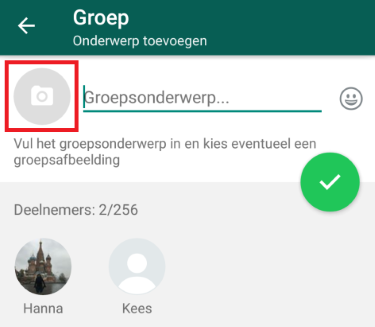 Groep
Onderwerp toevoegen
Groepsonderwerp...
Vul het groepsonderwerp in en kies eventueel een
groepsafbeelding
Deelnemers: 2/256
Hanna
Kees